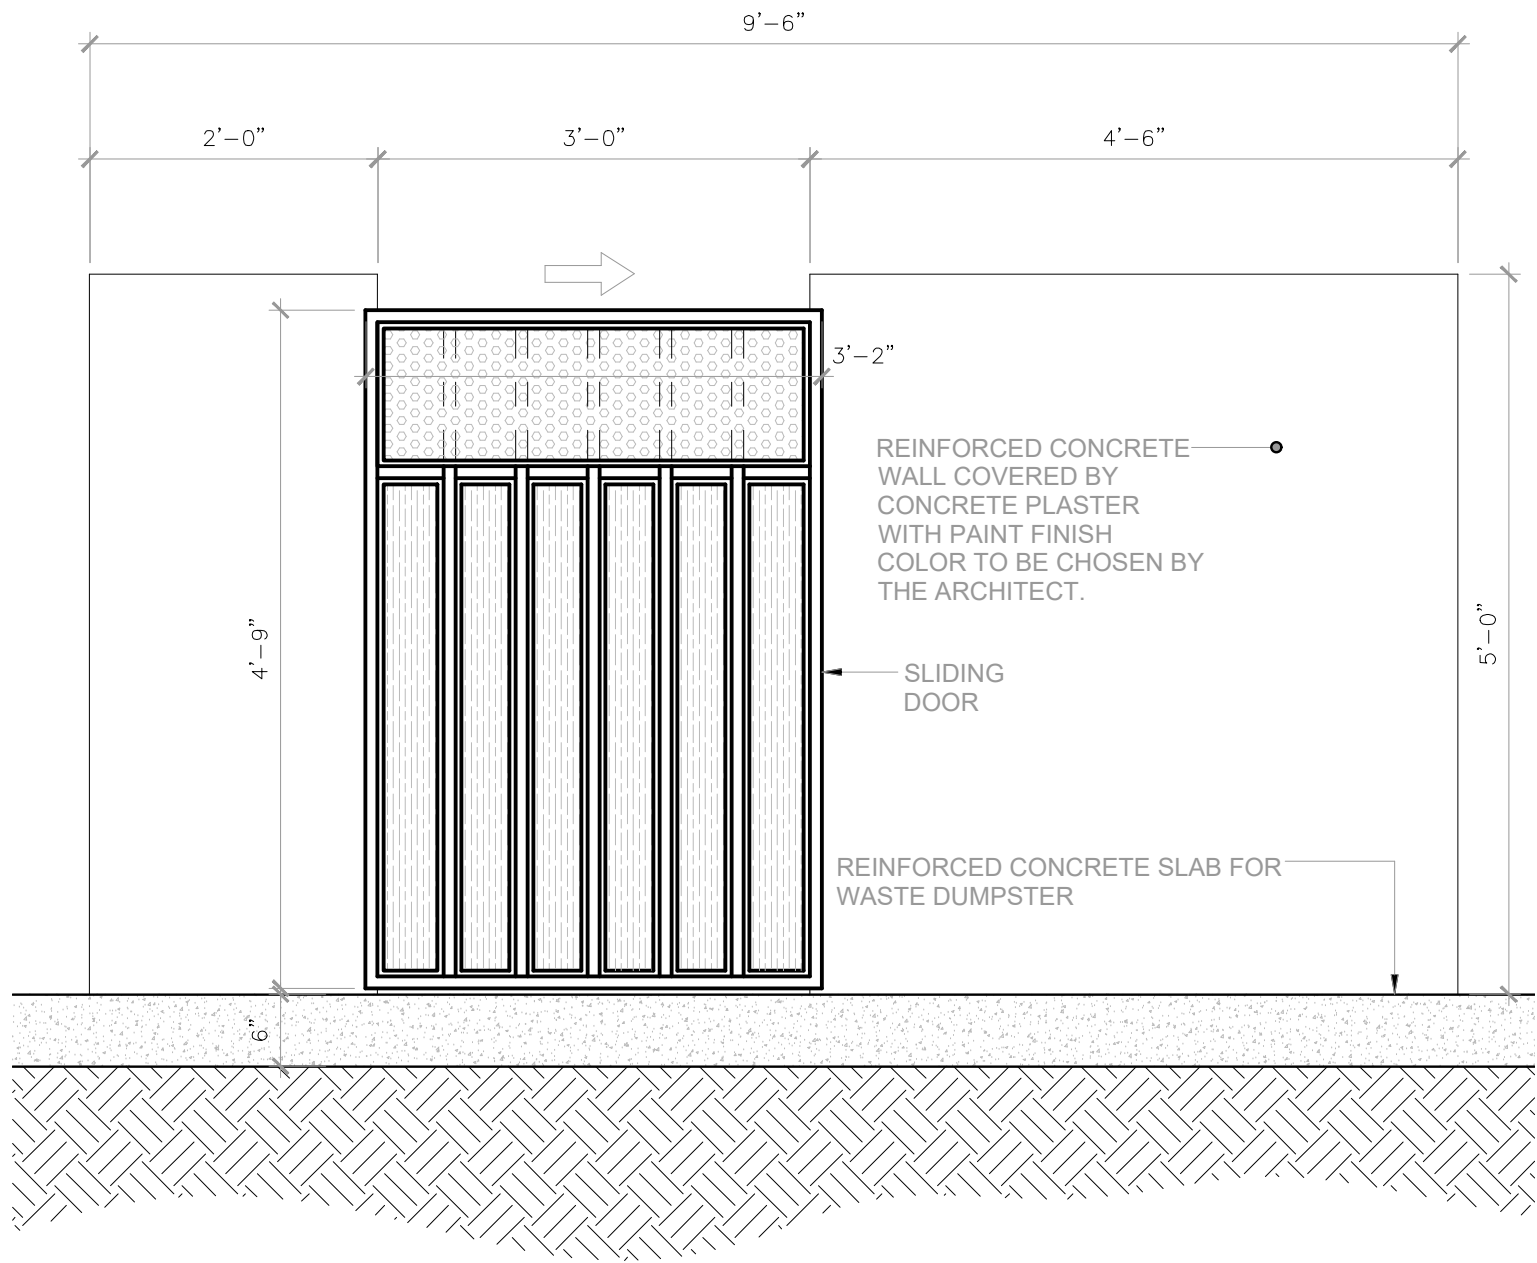 9'-6"
2'-0"
3'-0"
4'-6"
3'-2"
REINFORCED CONCRETE
WALL COVERED BY
CONCRETE PLASTER
WITH PAINT FINISH
COLOR TO BE CHOSEN BY
THE ARCHITECT.
4'-9"
5'-0"
SLIDING
DOOR
REINFORCED CONCRETE SLAB FOR
WASTE DUMPSTER
6"